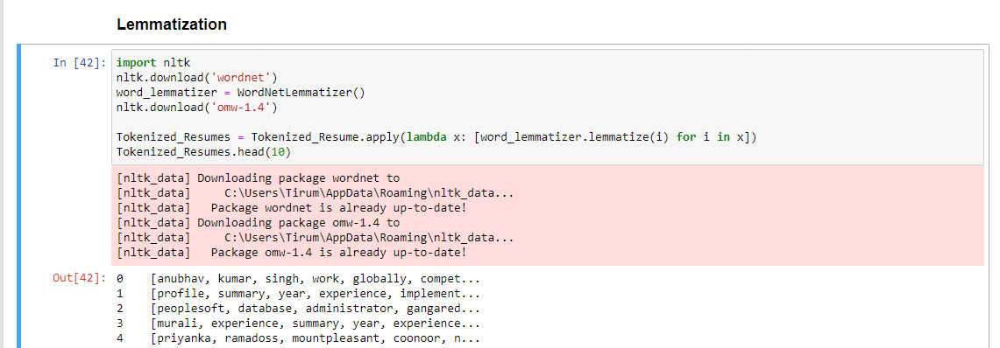 Lemmatization
In [42]: import nltk
nltk.download('wordnet')
word_lemmatizer = WordNetLemmatizer()
nltk.download('omw-1.4')
Tokenized_Resumes = Tokenized_Resume.apply(lambda x: [word_lemmatizer.lemmatize(i) for i in x])
Tokenized_Resumes.head(10)
[nltk_data] Downloading package wordnet to
[nltk_data]     C:\Users\Tirum\AppData\Roaming\nltk_data...
[nltk_data]   Package wordnet is already up-to-date!
[nltk_data] Downloading package omw-1.4 to
[nltk_data]     C:\Users\Tirum\AppData\Roaming\nltk_data...
[nltk_data]   Package omw-1.4 is already up-to-date!
Out[42]: 0    [anubhav, kumar, singh, work, globally, compet...
1    [profile, summary, year, experience, implement...
2    [peoplesoft, database, administrator, gangared...
3    [murali, experience, summary, year, experience...
4    [priyanka, ramadoss, mountpleasant, coonoor, n...